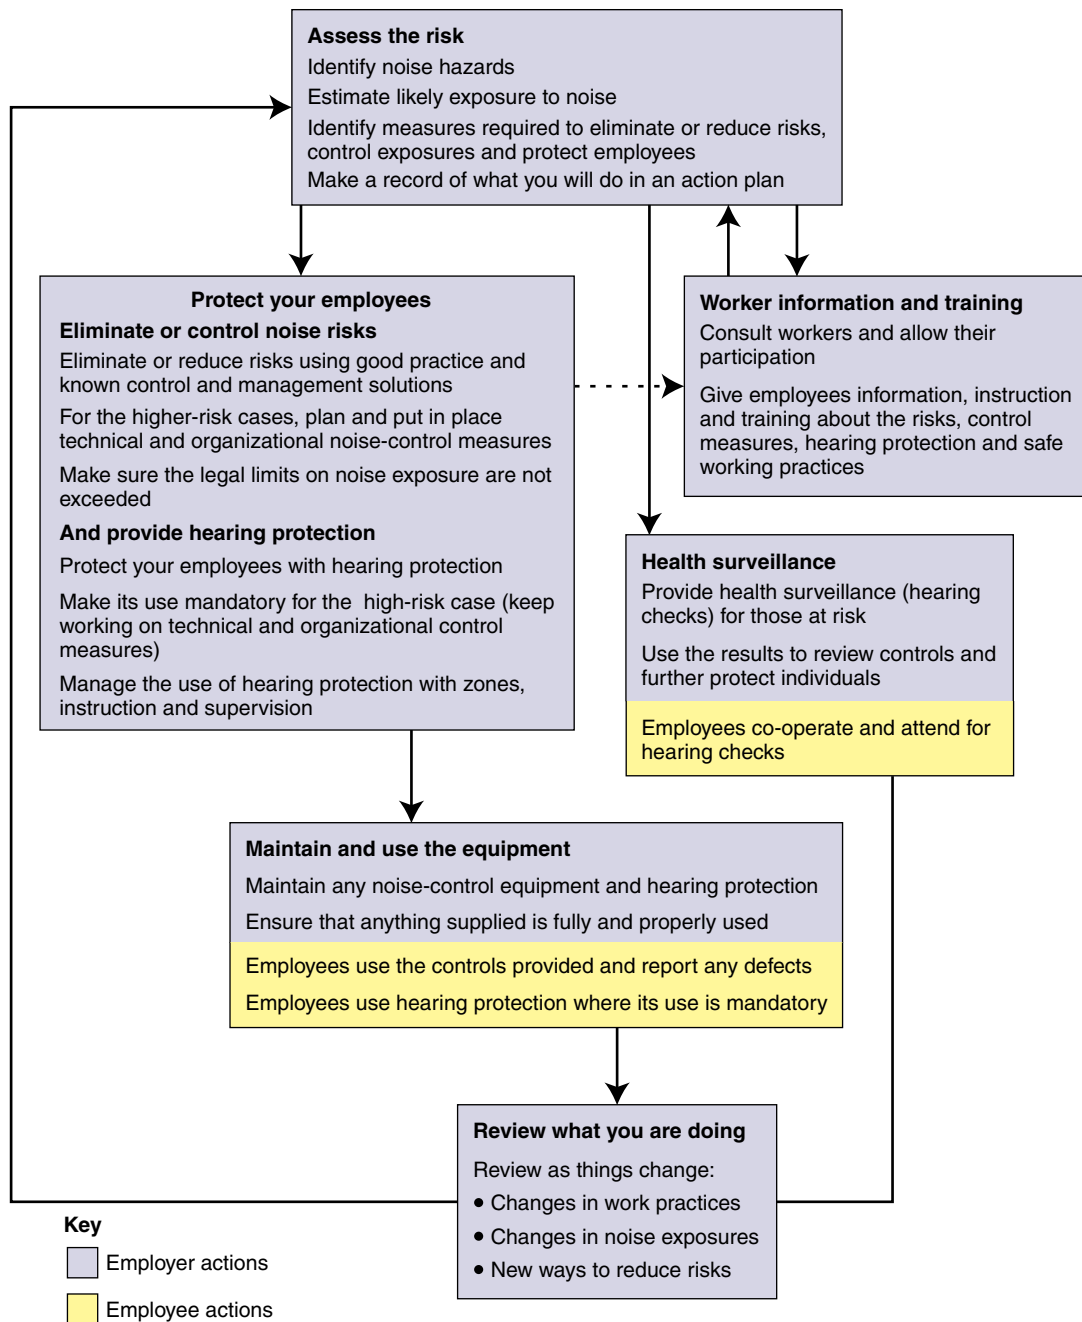 Assess the risk
Identify noise hazards
Estimate likely exposure to noise
Identify measures required to eliminate or reduce risks,
control exposures and protect employees
Make a record of what you will do in an action plan
Protect your employees
Eliminate or control noise risks
Eliminate or reduce risks using good practice and
known control and management solutions
For the higher-risk cases, plan and put in place
technical and organizational noise-control measures
Make sure the legal limits on noise exposure are not
exceeded
And provide hearing protection
Protect your employees with hearing protection
Make its use mandatory for the high-risk case (keep
working on technical and organizational control
measures)
Manage the use of hearing protection with zones,
instruction and supervision
Worker information and training
Consult workers and allow their
participation
Give employees information, instruction
and training about the risks, control
measures, hearing protection and safe
working practices
Health surveillance
Provide health surveillance (hearing
checks) for those at risk
Use the results to review controls and
further protect individuals
Employees co-operate and attend for
hearing checks
Maintain and use the equipment
Maintain any noise-control equipment and hearing protection
Ensure that anything supplied is fully and properly used
Employees use the controls provided and report any defects
Employees use hearing protection where its use is mandatory
Review what you are doing
Review as things change:
• Changes in work practices
• Changes in noise exposures
• New ways to reduce risks
Key
Employer actions
Employee actions